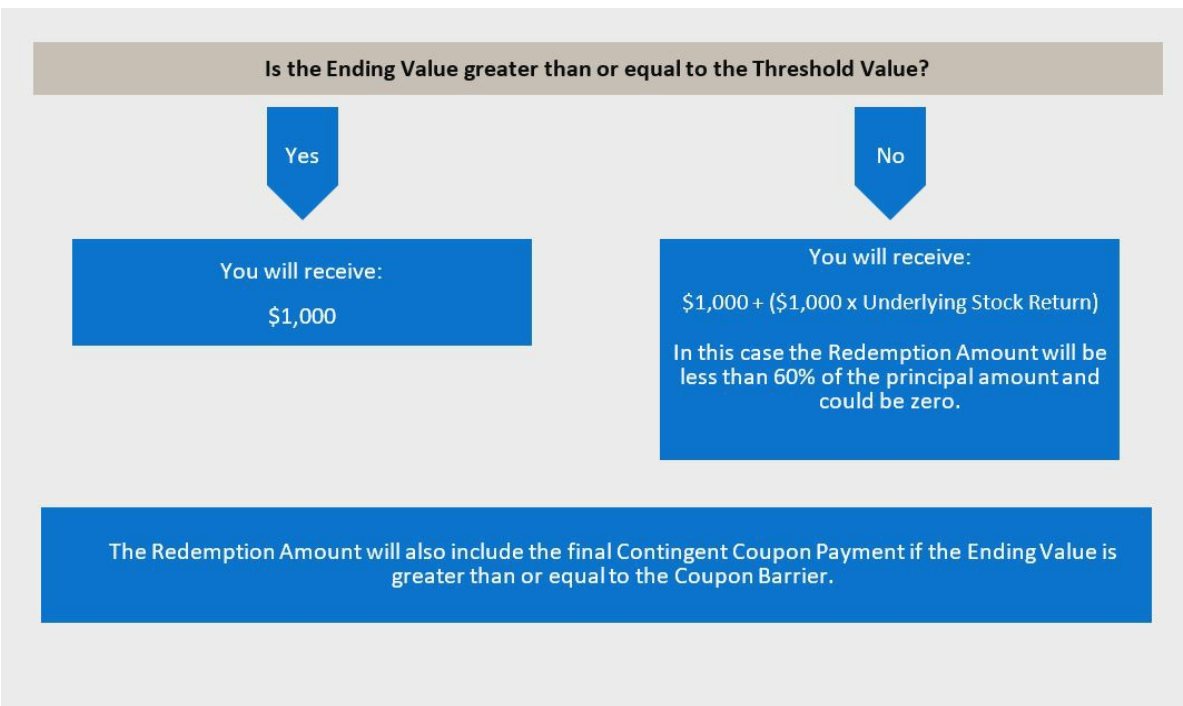 Is the Ending Value greater than or equal to the Threshold Value?
Yes
No
You will receive:
$1,000
You will receive:
$1,000 + ($1,000 x Underlying Stock Return)
In this case the Redemption Amount will be
less than 60% of the principal amount and
could be zero.
The Redemption Amount will also include the final Contingent Coupon Payment if the Ending Value is
greater than or equal to the Coupon Barrier.